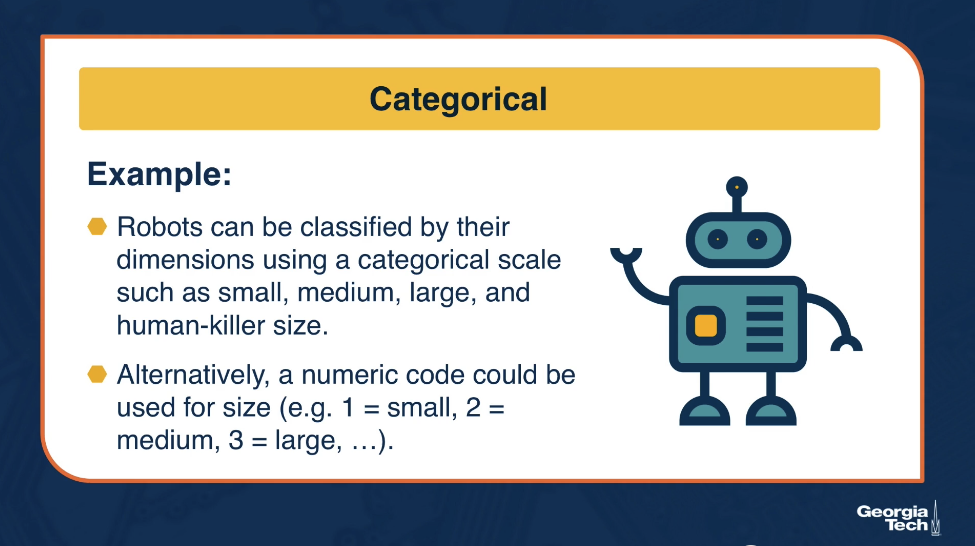 Categorical
Example:
Robots can be classified by their
dimensions using a categorical scale
such as small, medium, large, and
human-killer size.
Alternatively, a numeric code could be
used for size (e.g. 1 = small, 2 =
medium, 3 = large, …).
Georgia
Tech